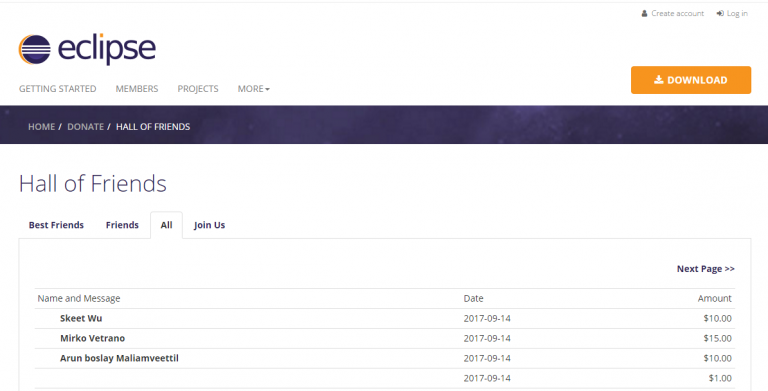 Create account Log in
eclipse
GETTING STARTED MEMBERS PROJECTS MORE
DOWNLOAD
HOME / DONATE / HALL OF FRIENDS
Hall of Friends
Best Friends Friends All Join Us
Next Page >>
Name and Message Date Amount
Skeet Wu 2017-09-14 $10.00
Mirko Vetrano 2017-09-14 $15.00
Arun boslay Maliamveettil 2017-09-14 $10.00
2017-09-14 $1.00